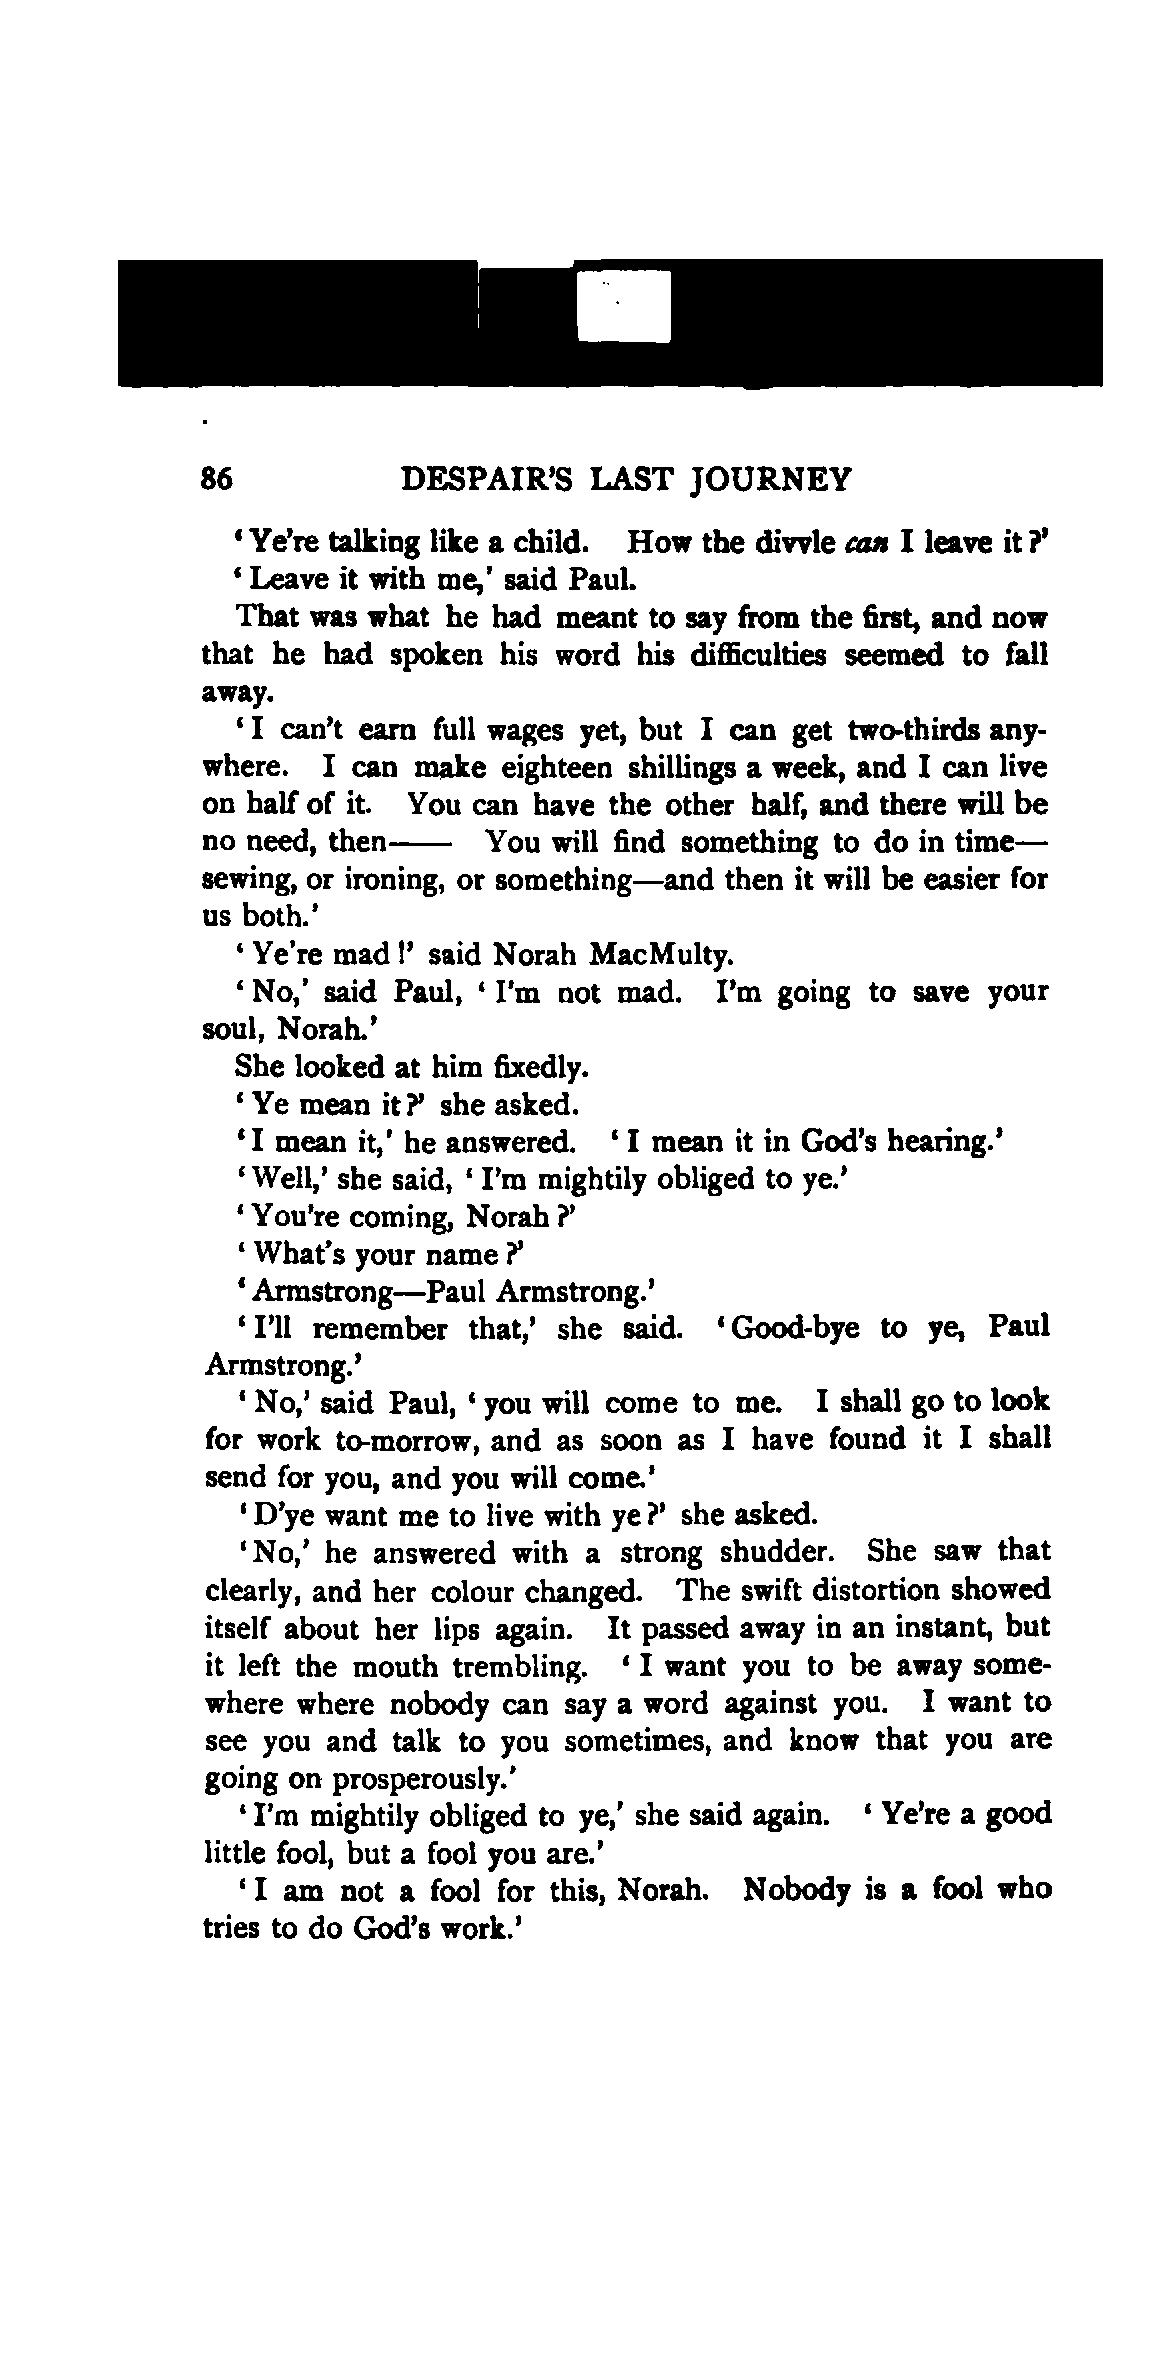 86 DESPAIR'S LAST JOURNEY
‘Ye're talking like a child. How the divvle can I leave it?’
‘Leave it with me,’ said Paul.
That was what he had meant to say from the first, and now
that he had spoken his word his difficulties seemed to fall
away.
‘I can't earn full wages yet, but I can get two-thirds any-
where. I can make eighteen shillings a week, and I can live
on half of it. You can have the other half, and there will be
no need, then—— You will find something to do in time—
sewing, or ironing, or something—and then it will be easier for
us both.’
‘Ye're mad!’ said Norah MacMulty.
‘No,’ said Paul, ‘I'm not mad. I'm going to save your
soul, Norah.’
She looked at him fixedly.
‘Ye mean it?’ she asked.
‘I mean it,’ he answered. ‘I mean it in God's hearing.’
‘Well,’ she said, ‘I'm mightily obliged to ye.’
‘You're coming, Norah?’
‘What's your name?’
‘Armstrong—Paul Armstrong.’
‘I'll remember that,’ she said. ‘Good-bye to ye, Paul
Armstrong.’
‘No,’ said Paul, ‘you will come to me. I shall go to look
for work to-morrow, and as soon as I have found it I shall
send for you, and you will come.’
‘D'ye want me to live with ye?’ she asked.
‘No,’ he answered with a strong shudder. She saw that
clearly, and her colour changed. The swift distortion showed
itself about her lips again. It passed away in an instant, but
it left the mouth trembling. ‘I want you to be away some-
where where nobody can say a word against you. I want to
see you and talk to you sometimes, and know that you are
going on prosperously.’
‘I'm mightily obliged to ye,’ she said again. ‘Ye're a good
little fool, but a fool you are.’
‘I am not a fool for this, Norah. Nobody is a fool who
tries to do God's work.’